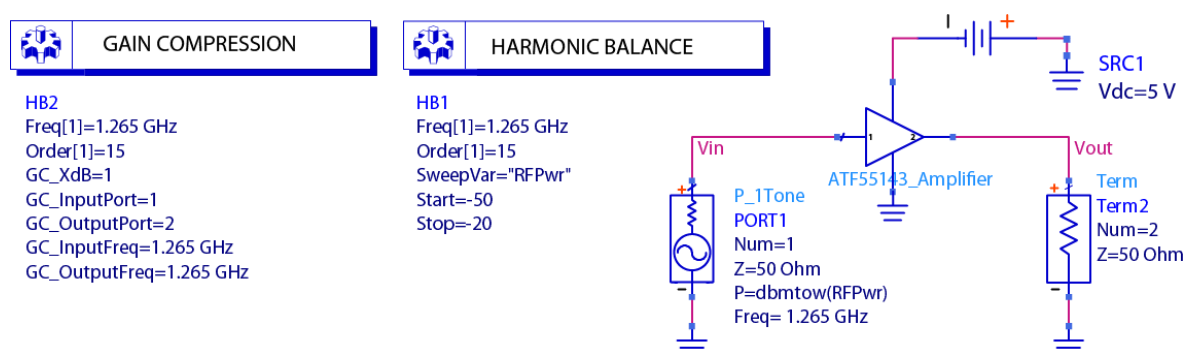 GAIN COMPRESSION
HB2
Freq[1]=1.265 GHz
Order[1]=15
GC_XdB=1
GC_InputPort=1
GC_OutputPort=2
GC_InputFreq=1.265 GHz
GC_OutputFreq=1.265 GHz
HARMONIC BALANCE
HB1
Freq[1]=1.265 GHz
Order[1]=15
SweepVar="RFPwr"
Start=-50
Stop=-20
SRC1
Vdc=5 V
Vin
1
2
Vout
ATF55143_Amplifier
P_1Tone
PORT1
Num=1
Z=50 Ohm
P=dbmtow(RFPwr)
Freq= 1.265 GHz
Term
Term2
Num=2
Z=50 Ohm